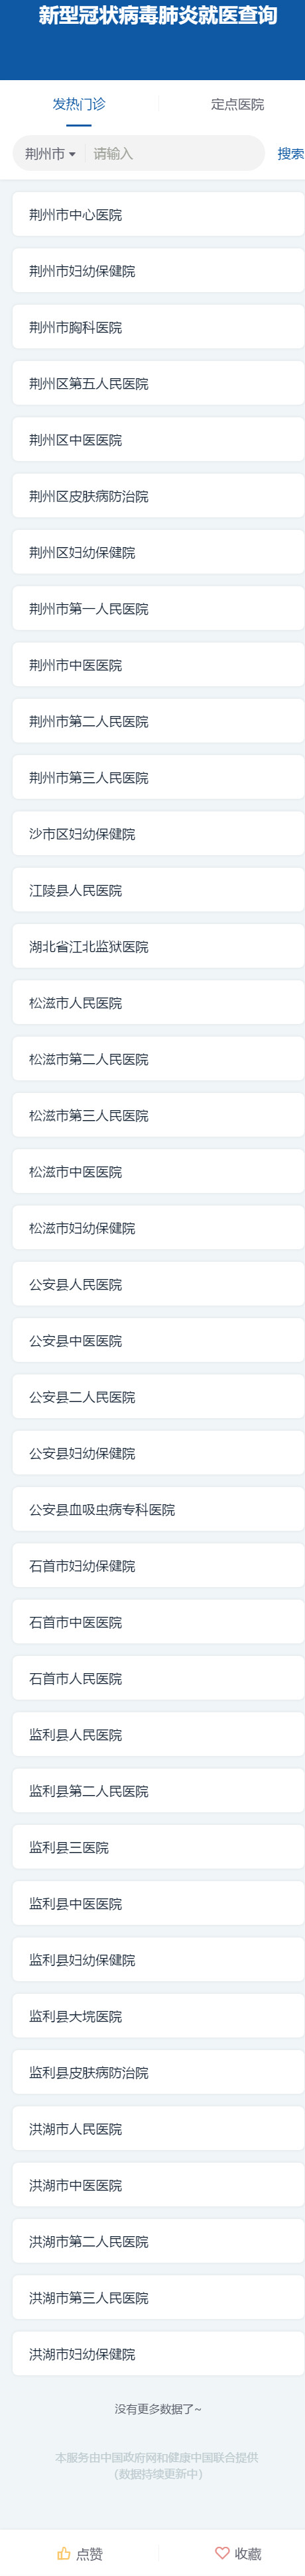 新型冠状病毒肺炎就医查询
发热门诊 定点医院
荆州市 请输入 搜索
荆州市中心医院
荆州市妇幼保健院
荆州市胸科医院
荆州区第五人民医院
荆州区中医医院
荆州区皮肤病防治院
荆州区妇幼保健院
荆州市第一人民医院
荆州市中医医院
荆州市第二人民医院
荆州市第三人民医院
沙市区妇幼保健院
江陵县人民医院
湖北省江北监狱医院
松滋市人民医院
松滋市第二人民医院
松滋市第三人民医院
松滋市中医医院
松滋市妇幼保健院
公安县人民医院
公安县中医医院
公安县二人民医院
公安县妇幼保健院
公安县血吸虫病专科医院
石首市妇幼保健院
石首市中医医院
石首市人民医院
监利县人民医院
监利县第二人民医院
监利县三医院
监利县中医医院
监利县妇幼保健院
监利县大垸医院
监利县皮肤病防治院
洪湖市人民医院
洪湖市中医医院
洪湖市第二人民医院
洪湖市第三人民医院
洪湖市妇幼保健院
没有更多数据了~
本服务由中国政府网和健康中国联合提供
(数据持续更新中)
点赞 收藏